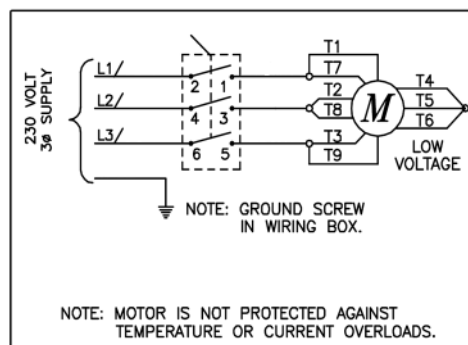 230 VOLT
3ø SUPPLY
L1/
L2/
L3/
2 1
4 3
6 5
T1
T7
T2
T8
T3
T9
M
T4
T5
T6
LOW
VOLTAGE
NOTE: GROUND SCREW
IN WIRING BOX.
NOTE: MOTOR IS NOT PROTECTED AGAINST
TEMPERATURE OR CURRENT OVERLOADS.